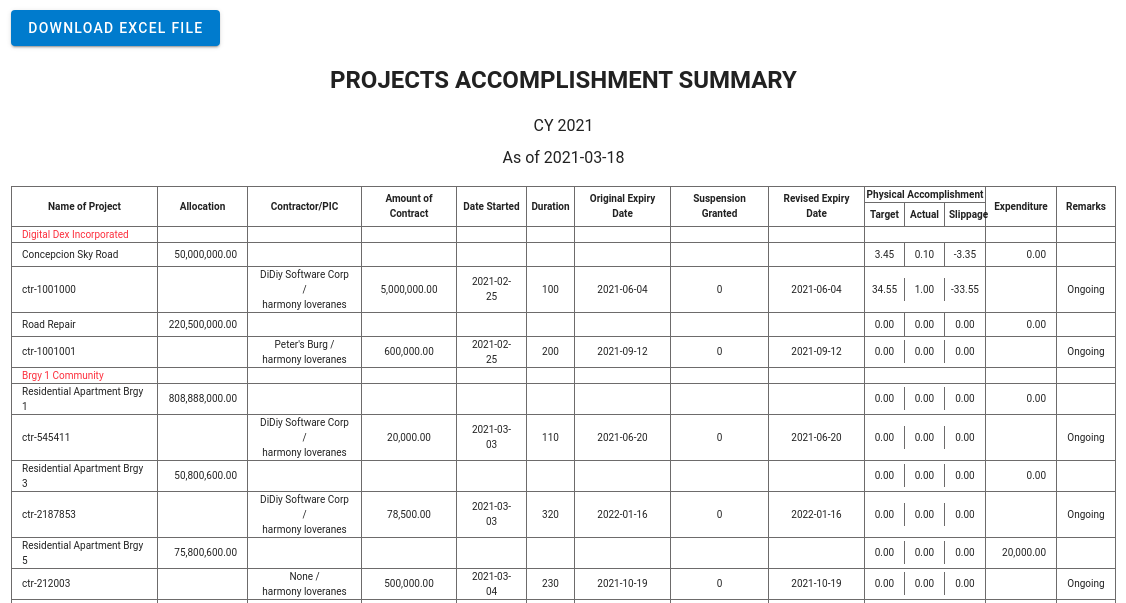 DOWNLOAD EXCEL FILE
PROJECTS ACCOMPLISHMENT SUMMARY
CY 2021
As of 2021-03-18
Name of Project Allocation Contractor/PIC Amount of Contract Date Started Duration Original Expiry Date Suspension Granted Revised Expiry Date Physical Accomplishment Expenditure Remarks
Target Actual Slippage
Digital Dex Incorporated
Concepcion Sky Road 50,000,000.00 3.45 0.10 -3.35 0.00
ctr-1001000 DiDiy Software Corp / harmony loveranes 5,000,000.00 2021-02-25 100 2021-06-04 0 2021-06-04 34.55 1.00 -33.55 Ongoing
Road Repair 220,500,000.00 0.00 0.00 0.00 0.00
ctr-1001001 Peter's Burg / harmony loveranes 600,000.00 2021-02-25 200 2021-09-12 0 2021-09-12 0.00 0.00 0.00 Ongoing
Brgy 1 Community
Residential Apartment Brgy 1 808,888,000.00 0.00 0.00 0.00 0.00
ctr-545411 DiDiy Software Corp / harmony loveranes 20,000.00 2021-03-03 110 2021-06-20 0 2021-06-20 0.00 0.00 0.00 Ongoing
Residential Apartment Brgy 3 50,800,600.00 0.00 0.00 0.00 0.00
ctr-2187853 DiDiy Software Corp / harmony loveranes 78,500.00 2021-03-03 320 2022-01-16 0 2022-01-16 0.00 0.00 0.00 Ongoing
Residential Apartment Brgy 5 75,800,600.00 0.00 0.00 0.00 20,000.00
ctr-212003 None / harmony loveranes 500,000.00 2021-03-04 230 2021-10-19 0 2021-10-19 0.00 0.00 0.00 Ongoing